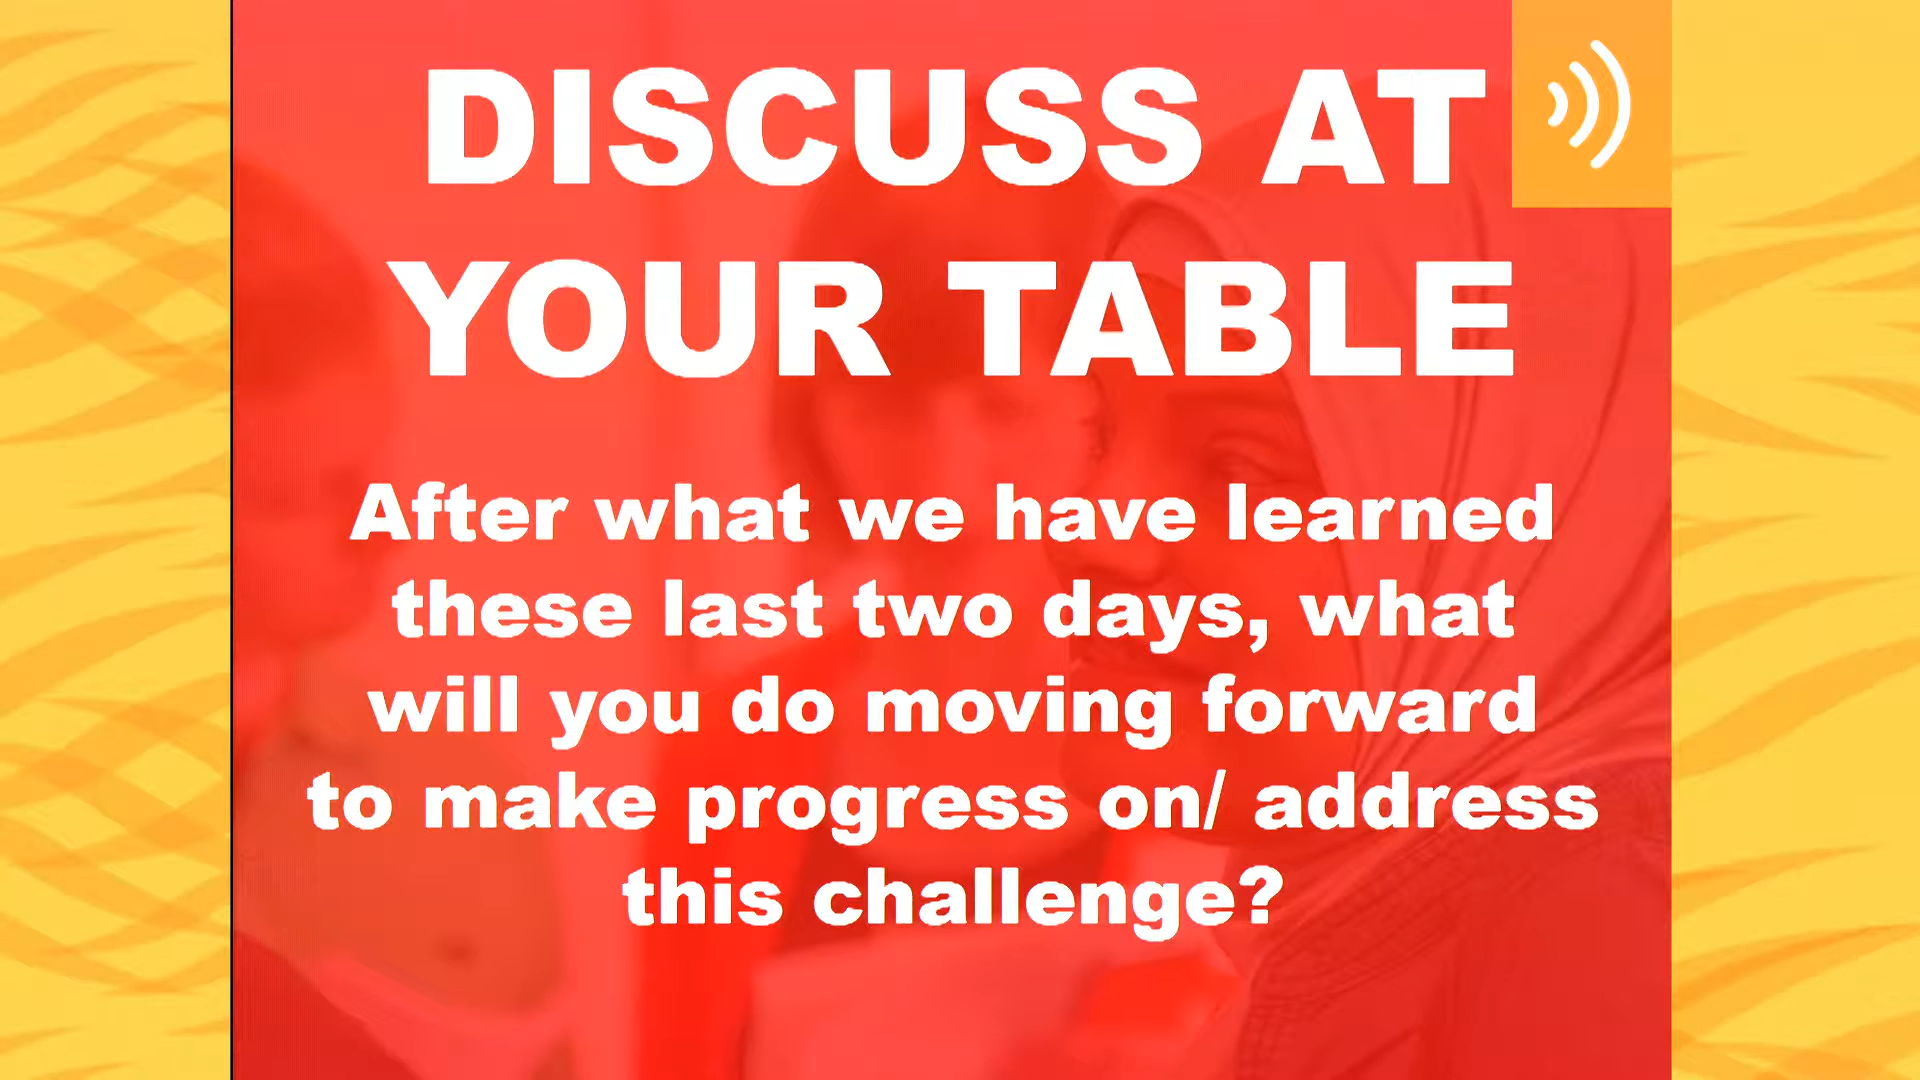 DISCUSS AT
YOUR TABLE
After what we have learned
these last two days, what
will you do moving forward
to make progress on/ address
this challenge?